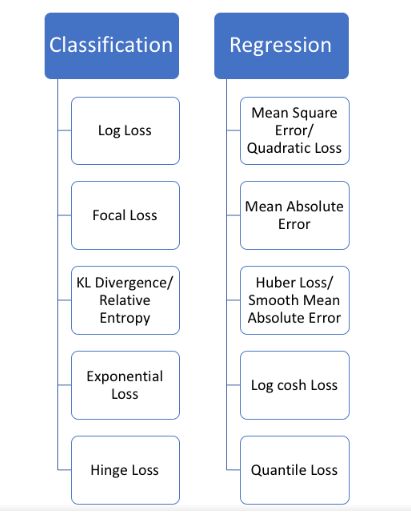 Classification
Log Loss
Focal Loss
KL Divergence/
Relative
Entropy
Exponential
Loss
Hinge Loss
Regression
Mean Square
Error/
Quadratic Loss
Mean Absolute
Error
Huber Loss/
Smooth Mean
Absolute Error
Log cosh Loss
Quantile Loss